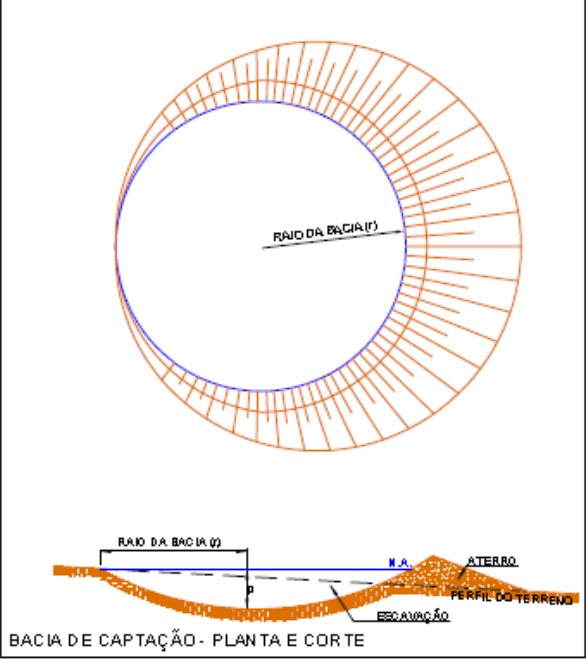 RAIO DA BACIA (r)
RAIO DA BACIA (r)
N.A.
ATERRO
P
PERFIL DO TERRENO
ESCAVAÇÃO
BACIA DE CAPTAÇÃO - PLANTA E CORTE